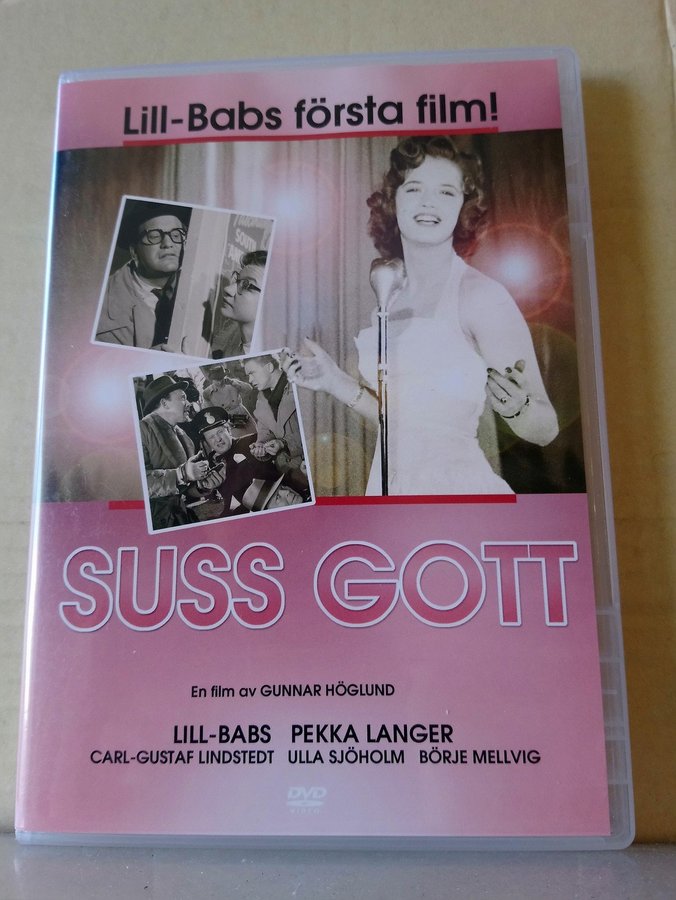 Lill-Babs första film!
SUSS GOTT
En film av GUNNAR HÖGLUND
LILL-BABS PEKKA LANGER
CARL-GUSTAF LINDSTEDT ULLA SJÖHOLM BÖRJE MELLVIG
DVD
VIDEO